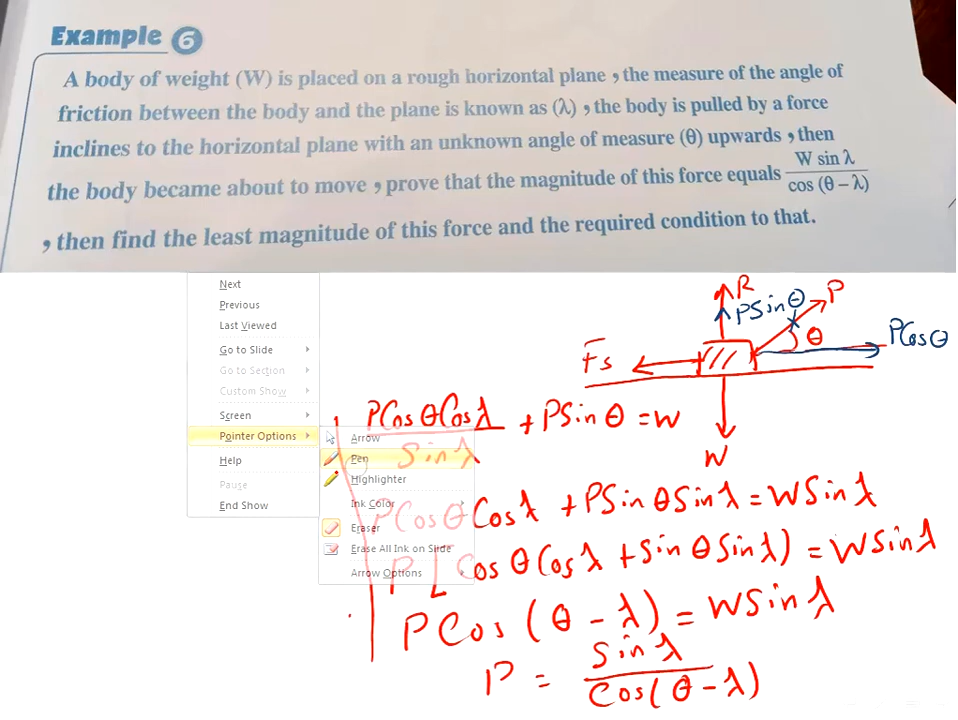 Example 6
A body of weight (W) is placed on a rough horizontal plane , the measure of the angle of
friction between the body and the plane is known as (λ) , the body is pulled by a force
inclines to the horizontal plane with an unknown angle of measure (θ) upwards , then
the body became about to move , prove that the magnitude of this force equals W sin λ / cos (θ – λ)
, then find the least magnitude of this force and the required condition to that.
Next
Previous
Last Viewed
Go to Slide
Go to Section
Custom Show
Screen
Pointer Options
Help
Pause
End Show
Arrow
Pen
Highlighter
Ink Color
Eraser
Erase All Ink on Slide
Arrow Options
R
PSinθ
P
θ
PCosθ
Fs
W
PCosθCosλ / Sinλ + PSinθ = W
PCosθCosλ + PSinθSinλ = WSinλ
P [Cosθ Cosλ + Sinθ Sinλ) = WSinλ
PCos(θ - λ) = WSinλ
P = Sinλ / Cos(θ - λ)